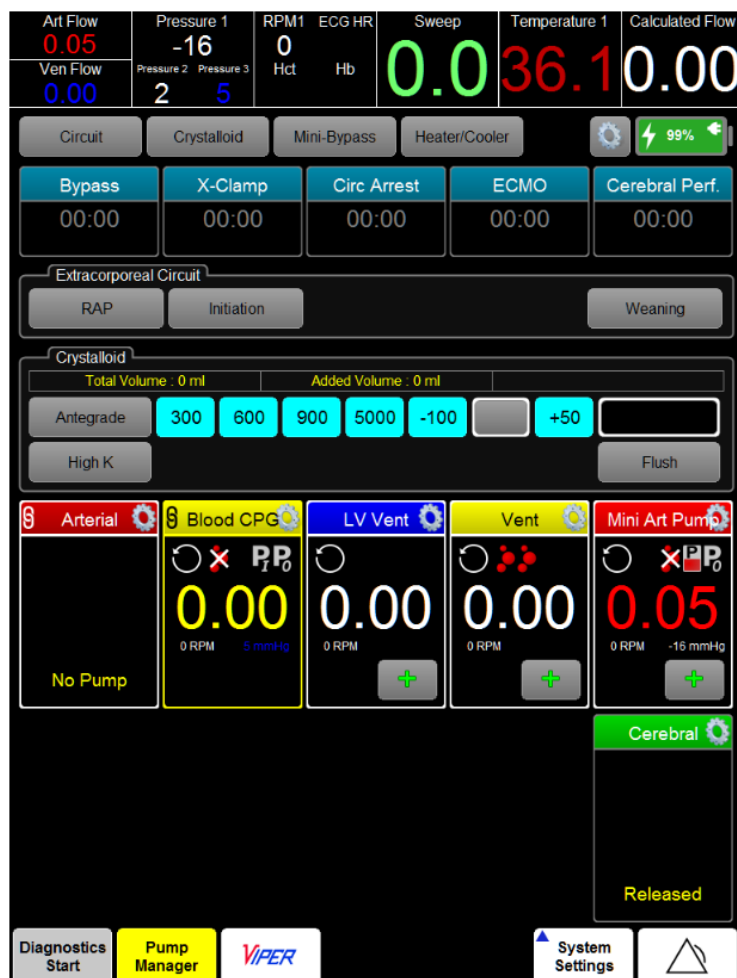 Art Flow Pressure 1 RPM1 ECG HR Sweep Temperature 1 Calculated Flow
0.05 -16 0 0.0 36.1 0.00
Ven Flow Pressure 2 Pressure 3 Hct Hb
0.00 2 5
Circuit Crystalloid Mini-Bypass Heater/Cooler 99%
Bypass X-Clamp Circ Arrest ECMO Cerebral Perf.
00:00 00:00 00:00 00:00 00:00
Extracorporeal Circuit
RAP Initiation Weaning
Crystalloid
Total Volume : 0 ml Added Volume : 0 ml
Antegrade 300 600 900 5000 -100 +50
High K Flush
Arterial Blood CPG LV Vent Vent Mini Art Pump
PI P0 P P0
0.00 0.00 0.00 0.05
0 RPM 5 mmHg 0 RPM 0 RPM 0 RPM -16 mmHg
No Pump
Cerebral
Released
Diagnostics Pump VIPER System
Start Manager Settings